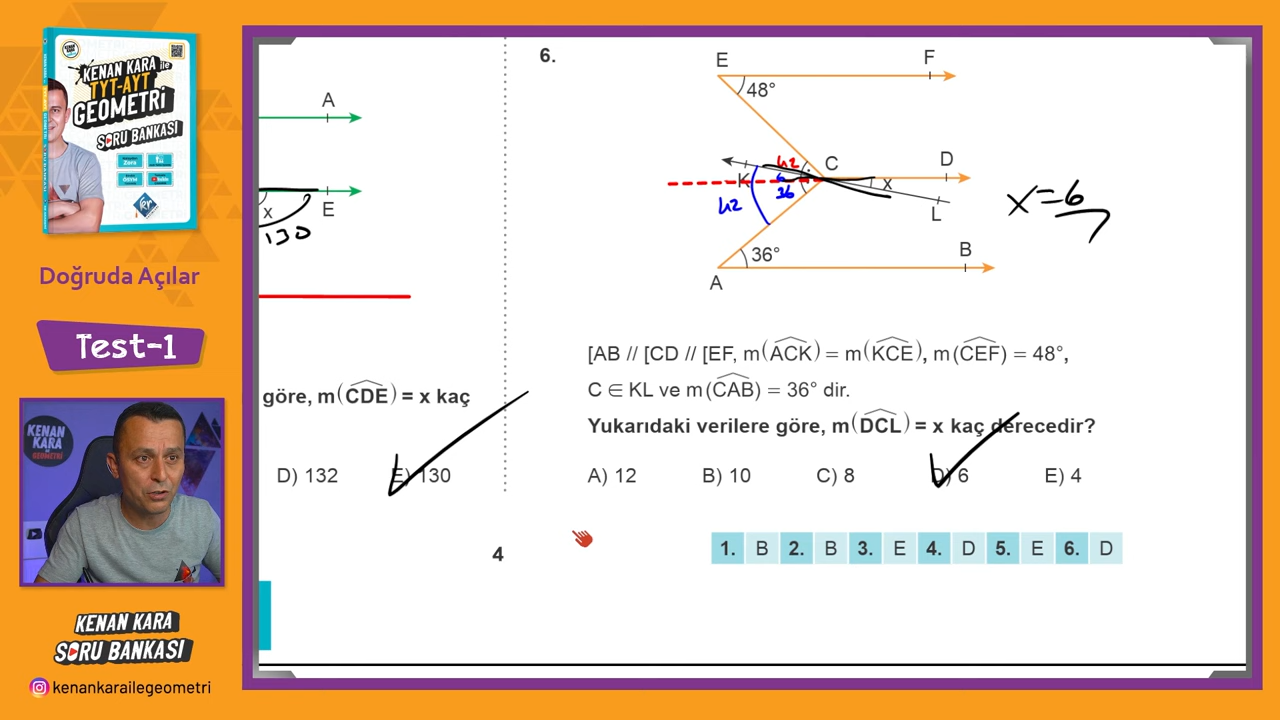 KENAN KARA
KENAN KARA ile
TYT-AYT
GEOMETRİ
SORU BANKASI
Doğruda Açılar
Test-1
KENAN
KARA
KENAN KARA
SORU BANKASI
kenankarailegeometri
A
x
E
130
göre, m(CDE) = x kaç
D) 132
E) 130
4
6.
E
F
48°
K
42
6
36
42
C
D
x
L
36°
A
B
x=6
[AB // [CD // [EF, m(ACK) = m(KCE), m(CEF) = 48°,
C ∈ KL ve m(CAB) = 36° dir.
Yukarıdaki verilere göre, m(DCL) = x kaç derecedir?
A) 12 B) 10 C) 8 D) 6 E) 4
1. B 2. B 3. E 4. D 5. E 6. D